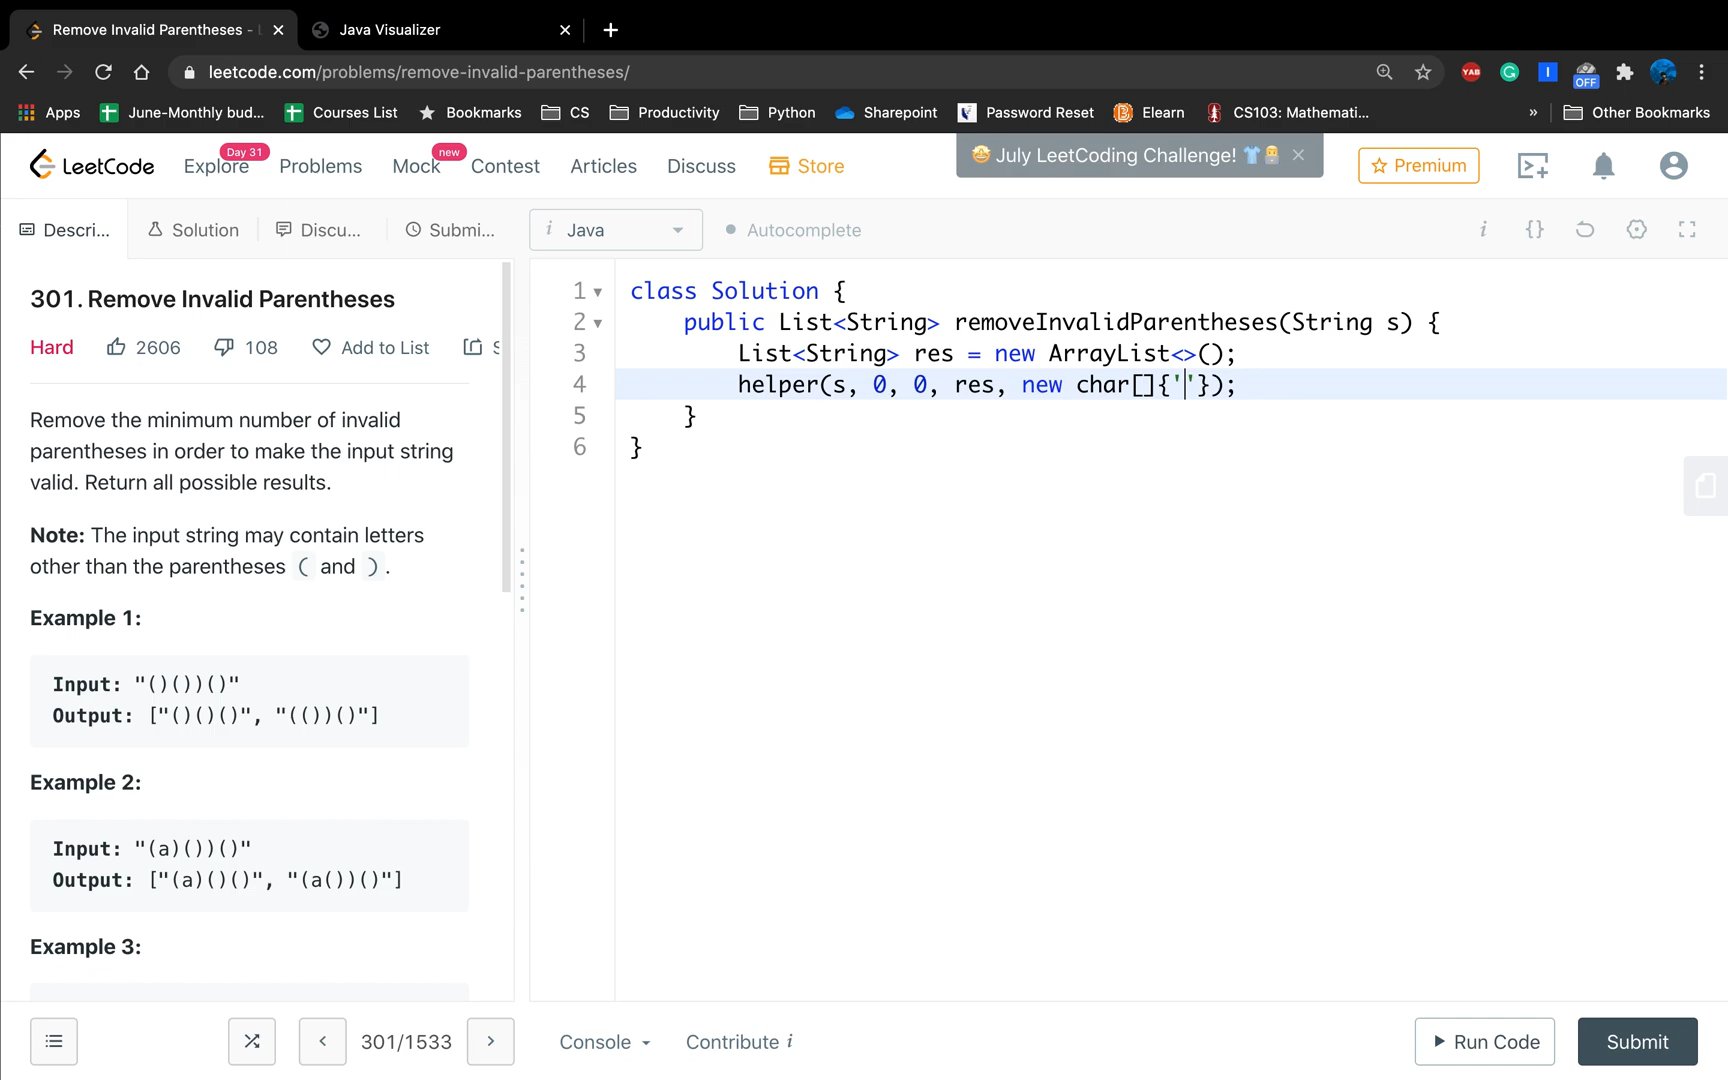 Remove Invalid Parentheses - L
Java Visualizer
leetcode.com/problems/remove-invalid-parentheses/
YAB
G
I
OFF
Apps
June-Monthly bud...
Courses List
Bookmarks
CS
Productivity
Python
Sharepoint
Password Reset
Elearn
CS103: Mathemati...
»
Other Bookmarks
LeetCode
Explore
Day 31
Problems
Mock
new
Contest
Articles
Discuss
Store
July LeetCoding Challenge!
Premium
Descri...
Solution
Discu...
Submi...
i Java
Autocomplete
i {}
301. Remove Invalid Parentheses
Hard 2606 108 Add to List S
Remove the minimum number of invalid
parentheses in order to make the input string
valid. Return all possible results.
Note: The input string may contain letters
other than the parentheses ( and ) .
Example 1:
Input: "()())()"
Output: ["()()()", "(())()"]
Example 2:
Input: "(a)())()"
Output: ["(a)()()", "(a())()"]
Example 3:
1 class Solution {
2 public List<String> removeInvalidParentheses(String s) {
3 List<String> res = new ArrayList<>();
4 helper(s, 0, 0, res, new char[]{''});
5 }
6 }
301/1533
Console
Contribute i
Run Code
Submit